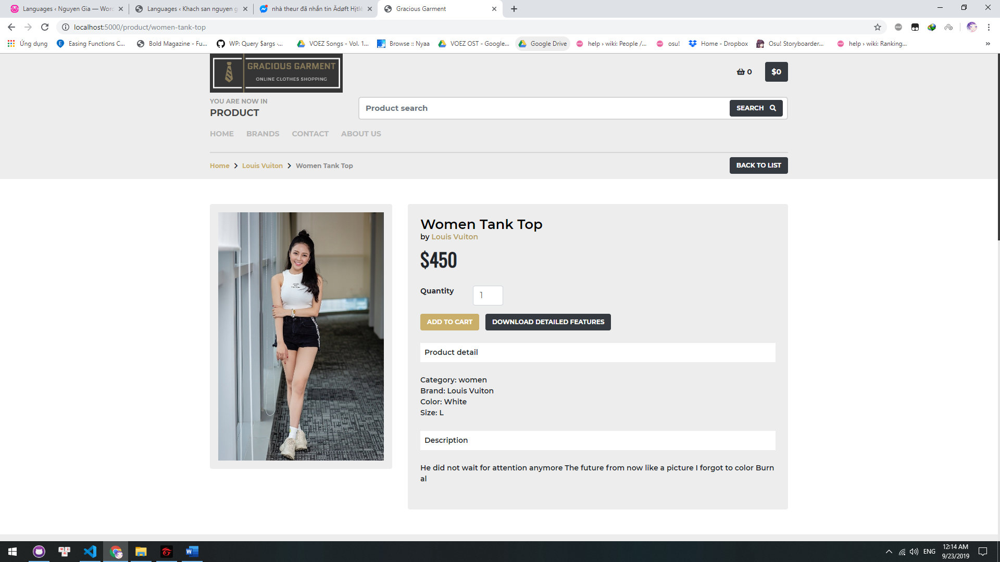 Languages ‹ Nguyen Gia — Word
Languages ‹ Khach san nguyen g
nhà theur đã nhắn tin
Gracious Garment
localhost:5000/product/women-tank-top
Ứng dụng
Easing Functions C...
Bold Magazine - Fu...
WP: Query $args -...
VOEZ Songs - Vol. 1...
Browse :: Nyaa
VOEZ OST - Google...
Google Drive
help › wiki: People /...
osu!
Home - Dropbox
Osu! Storyboarder...
help › wiki: Ranking...
»
GRACIOUS GARMENT
ONLINE CLOTHES SHOPPING
0
$0
YOU ARE NOW IN
PRODUCT
Product search
SEARCH
HOME BRANDS CONTACT ABOUT US
Home Louis Vuiton Women Tank Top
BACK TO LIST
Women Tank Top
by Louis Vuiton
$450
Quantity 1
ADD TO CART DOWNLOAD DETAILED FEATURES
Product detail
Category: women
Brand: Louis Vuiton
Color: White
Size: L
Description
He did not wait for attention anymore The future from now like a picture I forgot to color Burn
al
ENG
12:14 AM
9/23/2019